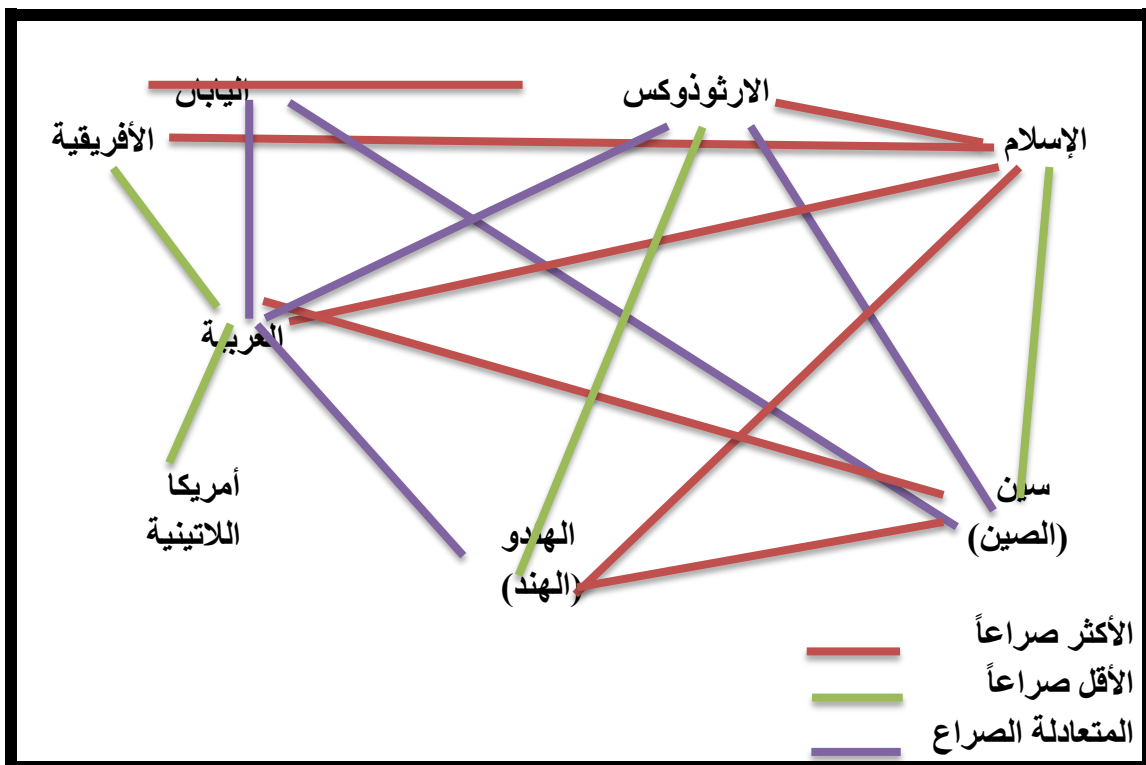 الارثوذوكس
اليابان
الإسلام
الأفريقية
الغربية
أمريكا
اللاتينية
سين
(الصين)
الهندو
(الهند)
الأكثر صراعاً
الأقل صراعاً
المتعادلة الصراع